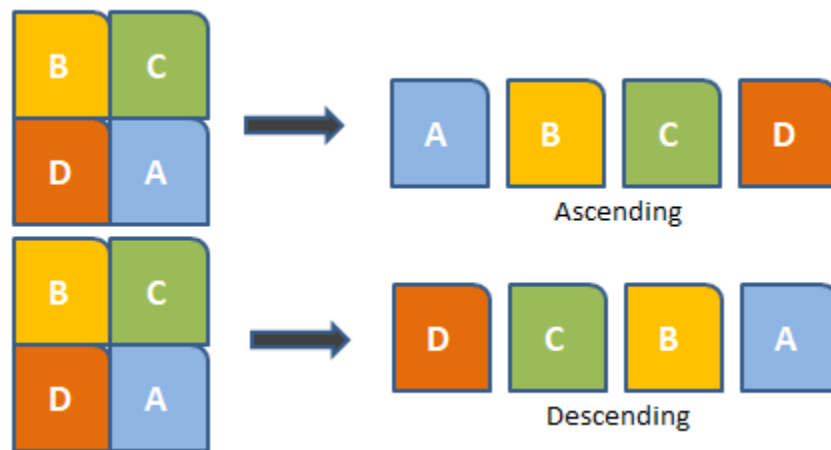 B C
D A
A B C D
Ascending
B C
D A
D C B A
Descending